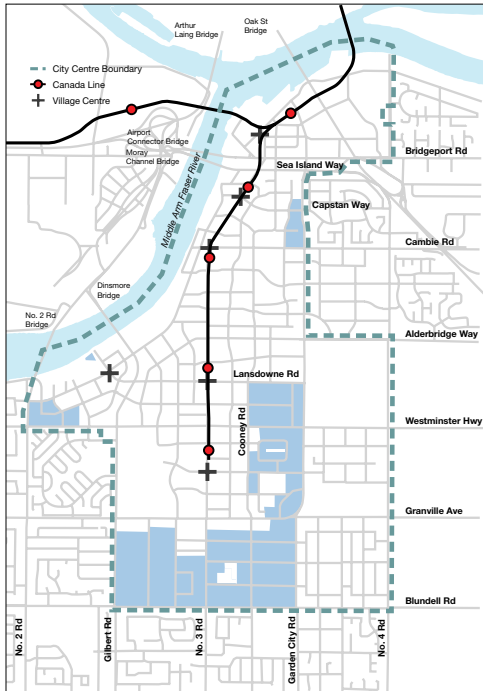 Arthur
Laing Bridge
Oak St
Bridge
City Centre Boundary
Canada Line
Village Centre
Airport
Connector Bridge
Moray
Channel Bridge
Bridgeport Rd
Sea Island Way
Middle Arm Fraser River
Capstan Way
Cambie Rd
Dinsmore
Bridge
No. 2 Rd
Bridge
Alderbridge Way
Lansdowne Rd
Cooney Rd
Westminster Hwy
Granville Ave
Blundell Rd
No. 2 Rd
Gilbert Rd
No. 3 Rd
Garden City Rd
No. 4 Rd